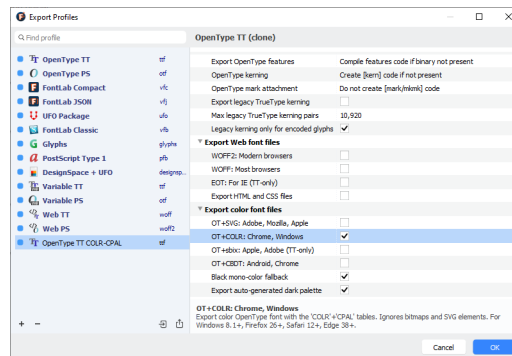 Export Profiles
Find profile
OpenType TT (clone)
OpenType TT ttf
OpenType PS otf
FontLab Compact vfc
FontLab JSON vfj
UFO Package ufo
FontLab Classic vfb
Glyphs glyphs
PostScript Type 1 pfb
DesignSpace + UFO designsp...
Variable TT ttf
Variable PS otf
Web TT woff
Web PS woff2
OpenType TT COLR-CPAL ttf
Export OpenType features Compile features code if binary not present
OpenType kerning Create [kern] code if not present
OpenType mark attachment Do not create [mark/mkmk] code
Export legacy TrueType kerning
Max legacy TrueType kerning pairs 10,920
Legacy kerning only for encoded glyphs
Export Web font files
WOFF2: Modern browsers
WOFF: Most browsers
EOT: For IE (TT-only)
Export HTML and CSS files
Export color font files
OT+SVG: Adobe, Mozilla, Apple
OT+COLR: Chrome, Windows
OT+sbix: Apple, Adobe (TT-only)
OT+CBDT: Android, Chrome
Black mono-color fallback
Export auto-generated dark palette
OT+COLR: Chrome, Windows
Export color OpenType font with the 'COLR'+'CPAL' tables. Ignores bitmaps and SVG elements. For
Windows 8.1+, Firefox 26+, Safari 12+, Edge 38+.
Cancel OK